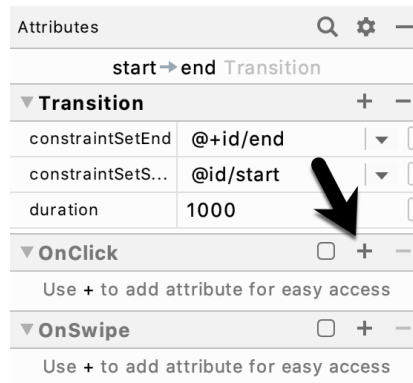 Attributes
start end Transition
Transition
constraintSetEnd @+id/end
constraintSetS... @id/start
duration 1000
OnClick
Use + to add attribute for easy access
OnSwipe
Use + to add attribute for easy access